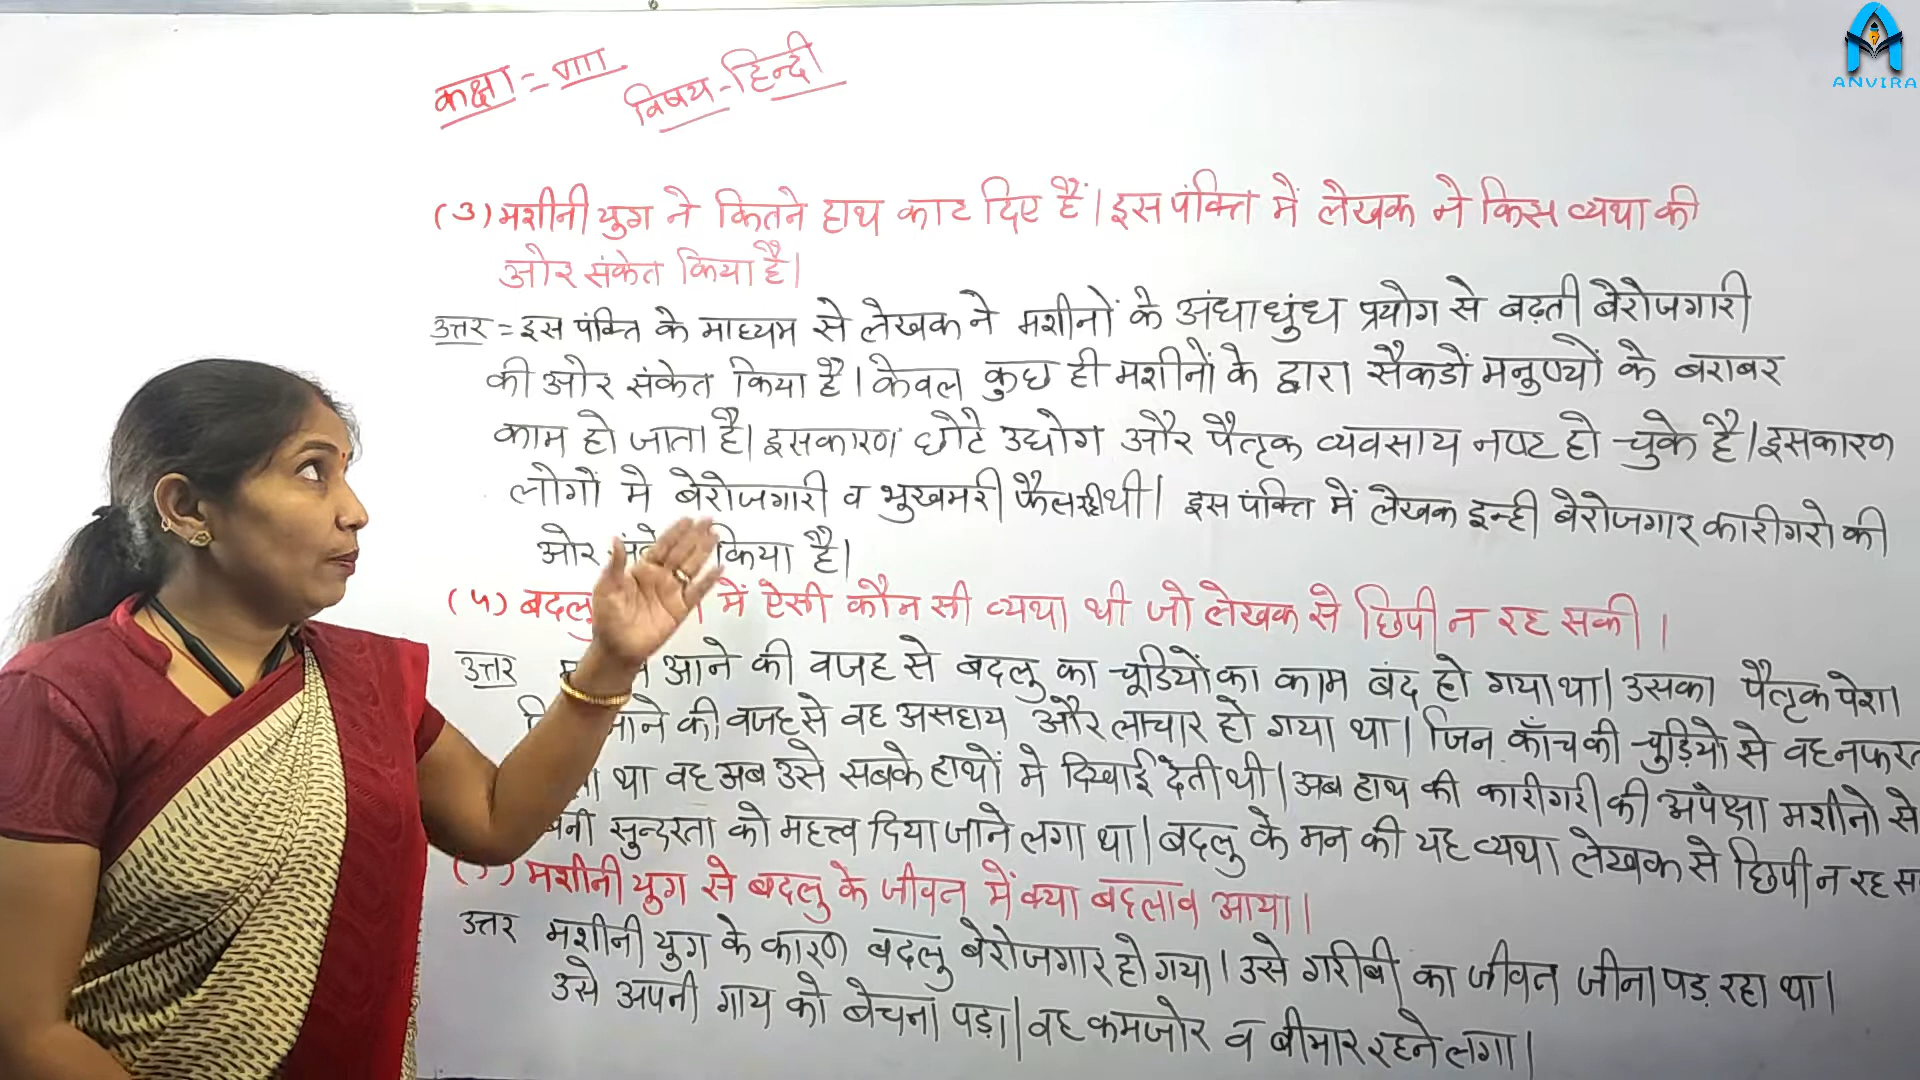 ANVIRA
कक्षा = VIII
विषय - हिन्दी
(3) मशीनी युग ने कितने हाथ काट दिए हैं। इस पंक्ति में लेखक ने किस व्यथा की
ओर संकेत किया है।
उत्तर = इस पंक्ति के माध्यम से लेखक ने मशीनों के अंधाधुंध प्रयोग से बढ़ती बेरोजगारी
की ओर संकेत किया है। केवल कुछ ही मशीनों के द्वारा सैकडों मनुष्यों के बराबर
काम हो जाता है। इसकारण छोटे उद्योग और पैतृक व्यवसाय नष्ट हो चुके है। इसकारण
लोगों मे बेरोजगारी व भुखमरी फैल रही थी। इस पंक्ति में लेखक इन्ही बेरोजगार कारीगरो की
ओर किया है।
बदलु में ऐसी कौन सी व्यथा थी जो लेखक से छिपी न रह सकी।
उत्तर आने की वजह से बदलु का चूडियों का काम बंद हो गया था। उसका पैतृक पेशा
जाने की वजह से वह असहाय और लाचार हो गया था। जिन काँच की चुड़ियो से वह
था वह अब उसे सबके हाथों मे दिखाई देती थी। अब हाथ की कारीगरी की अपेक्षा मशीनो से
बनी सुन्दरता को महत्त्व दिया जाने लगा था। बदलु के मन की यह व्यथा लेखक से छिपी न रह
मशीनी युग से बदलु के जीवन में क्या बदलाव आया।
उत्तर मशीनी युग के कारण बदलु बेरोजगार हो गया। उसे गरीबी का जीवन जीना पड़ रहा था।
उसे अपनी गाय को बेचना पड़ा। वह कमजोर व बीमार रहने लगा।